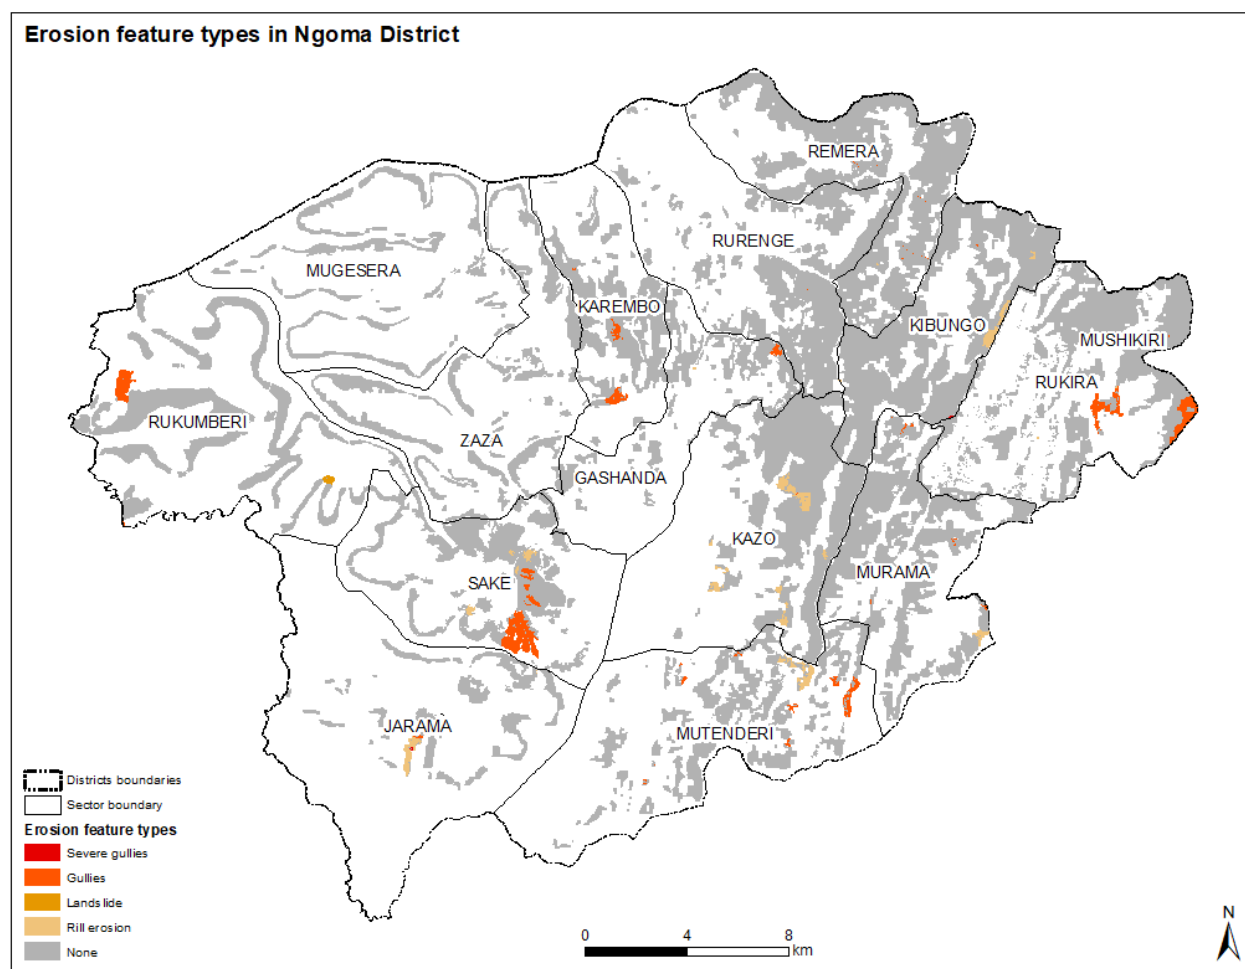 Erosion feature types in Ngoma District
REMERA
RURENGE
MUGESERA
KAREMBO
KIBUNGO
MUSHIKIRI
RUKIRA
RUKUMBERI
ZAZA
GASHANDA
KAZO
MURAMA
SAKE
JARAMA
MUTENDERI
Districts boundaries
Sector boundary
Erosion feature types
Severe gullies
Gullies
Landslide
Rill erosion
None
0 4 8
km
N